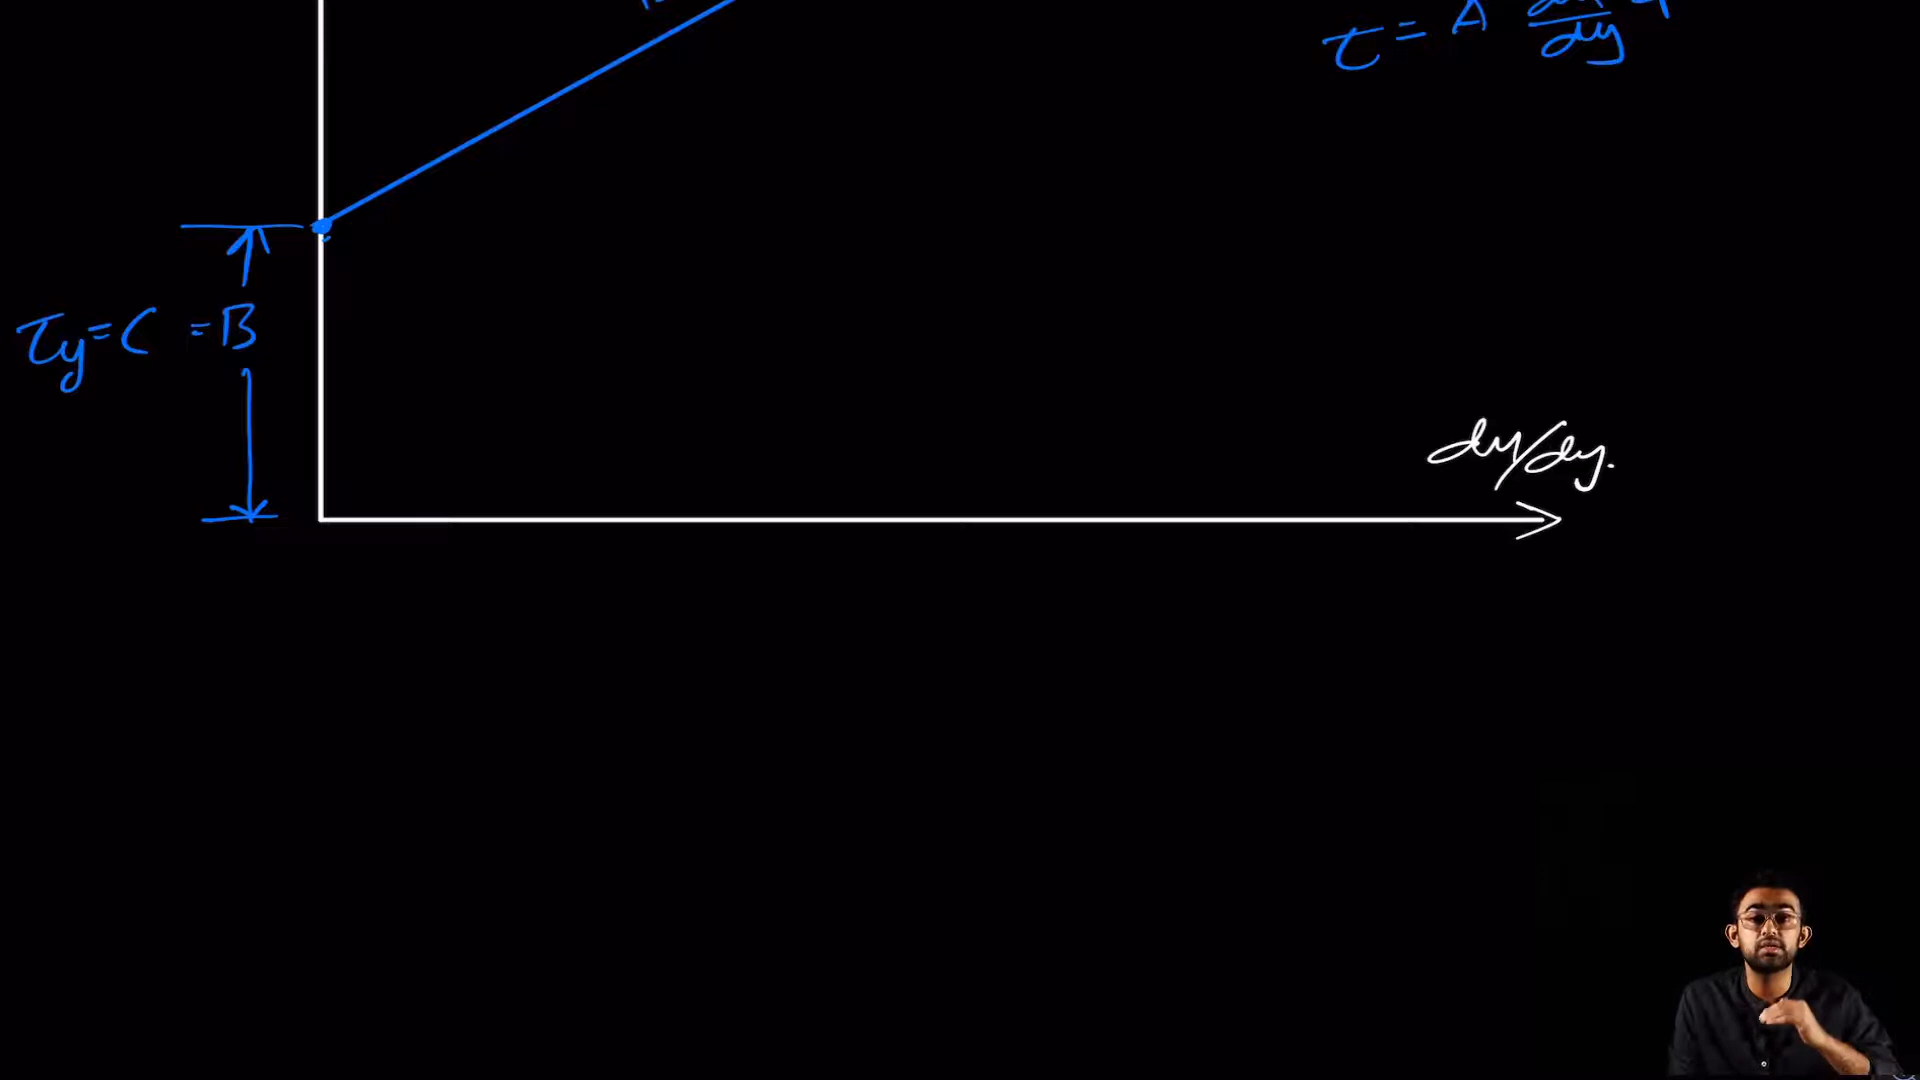 τ = A du/dy +
τy = C = B
du/dy.